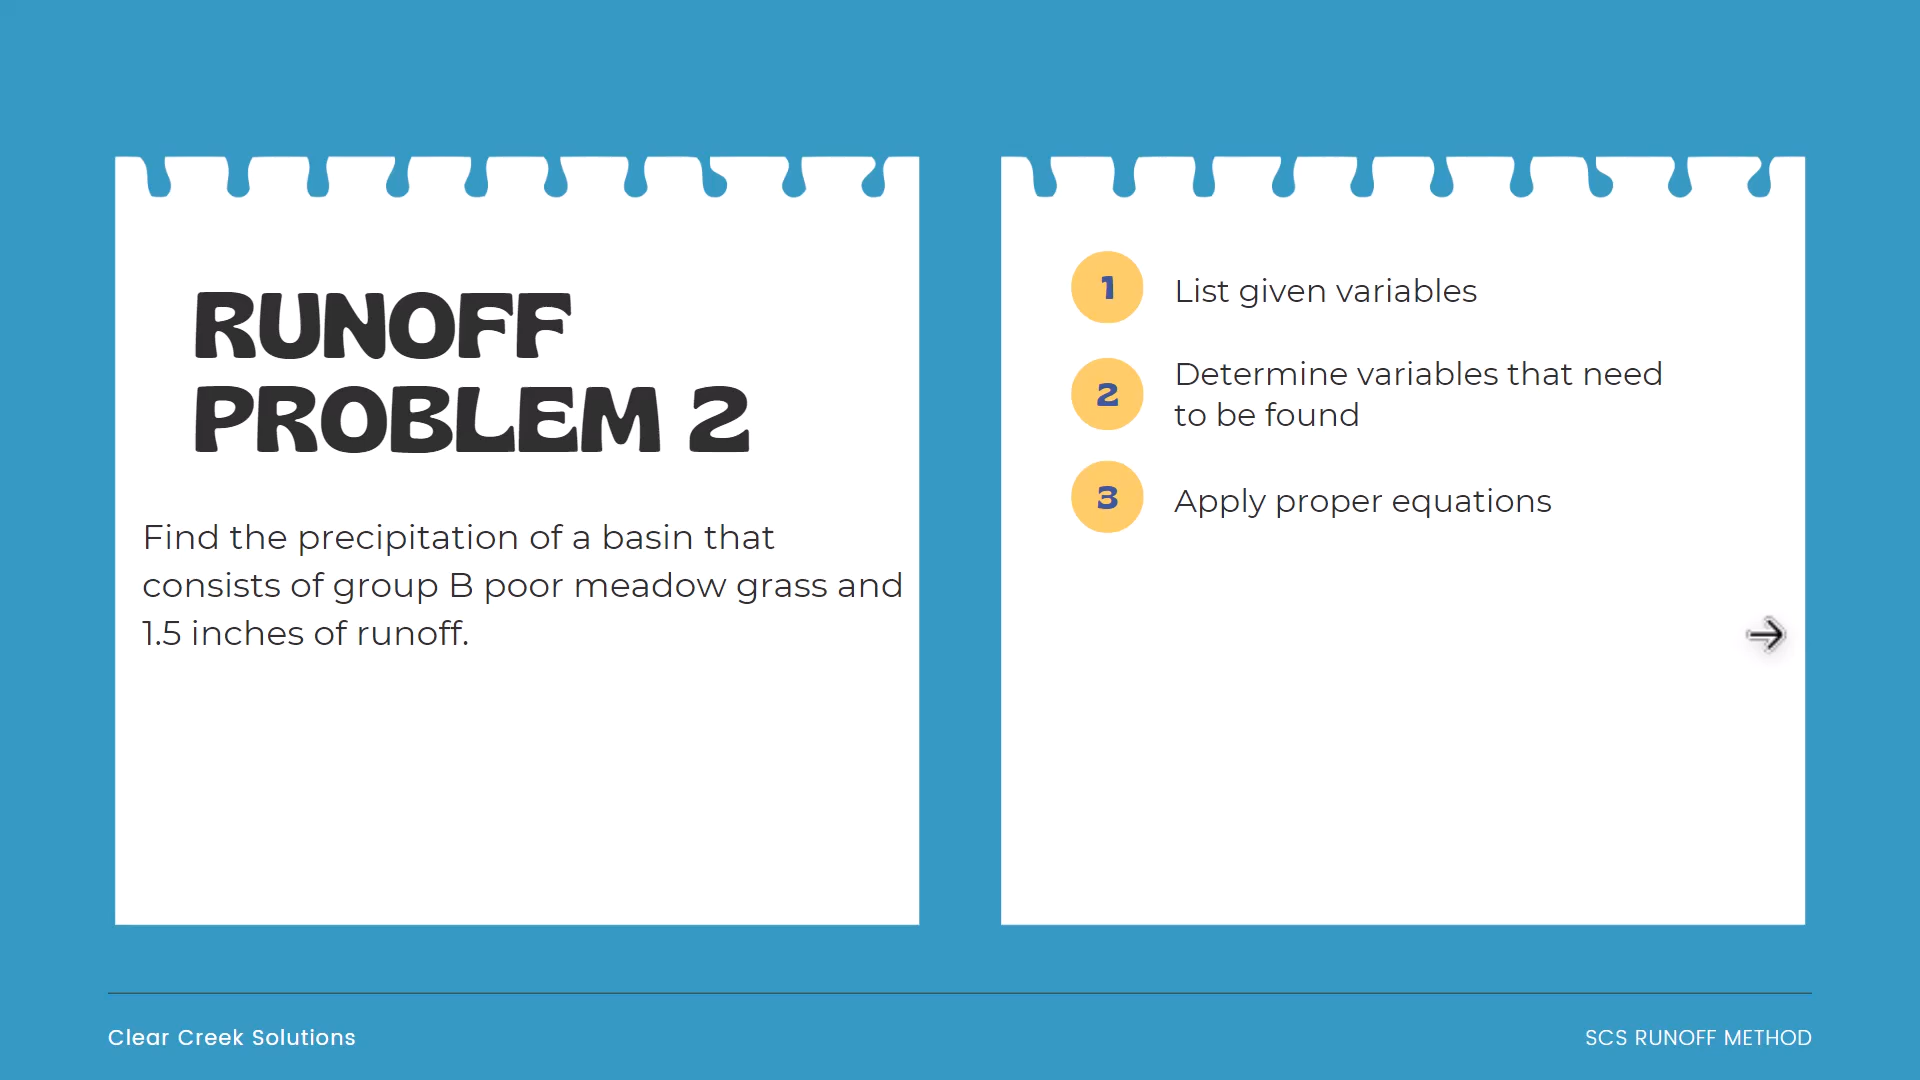 RUNOFF
PROBLEM 2
Find the precipitation of a basin that
consists of group B poor meadow grass and
1.5 inches of runoff.
1
List given variables
2
Determine variables that need
to be found
3
Apply proper equations
Clear Creek Solutions
SCS RUNOFF METHOD